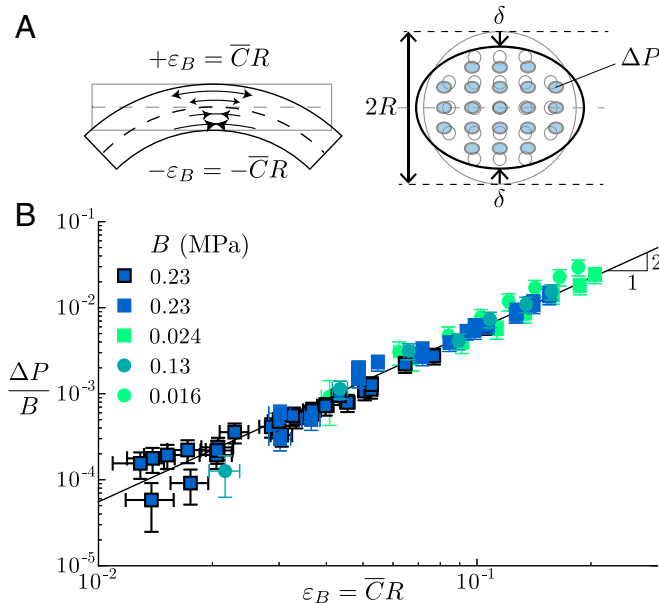 A
+ε_B = C̅R
−ε_B = −C̅R
δ
ΔP
2R
δ
B
10⁻¹
10⁻²
10⁻³
10⁻⁴
10⁻⁵
ΔP/B
B (MPa)
0.23
0.23
0.024
0.13
0.016
2
1
10⁻²
10⁻¹
ε_B = C̅R